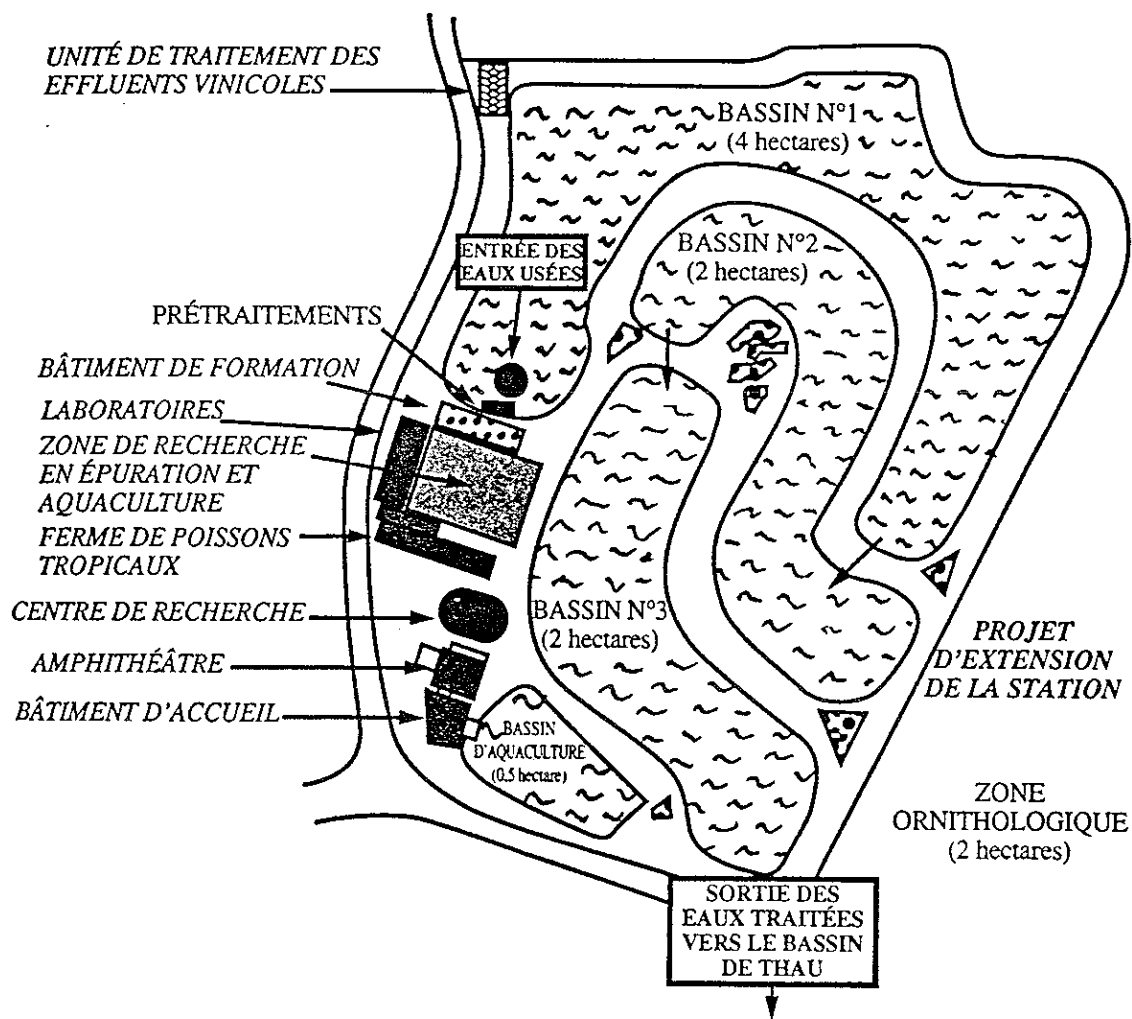 UNITÉ DE TRAITEMENT DES
EFFLUENTS VINICOLES
BASSIN N°1
(4 hectares)
BASSIN N°2
(2 hectares)
ENTRÉE DES
EAUX USÉES
PRÉTRAITEMENTS
BÂTIMENT DE FORMATION
LABORATOIRES
ZONE DE RECHERCHE
EN ÉPURATION ET
AQUACULTURE
FERME DE POISSONS
TROPICAUX
CENTRE DE RECHERCHE
AMPHITHÉÂTRE
BÂTIMENT D'ACCUEIL
BASSIN N°3
(2 hectares)
BASSIN
D'AQUACULTURE
(0.5 hectare)
PROJET
D'EXTENSION
DE LA STATION
ZONE
ORNITHOLOGIQUE
(2 hectares)
SORTIE DES
EAUX TRAITÉES
VERS LE BASSIN
DE THAU